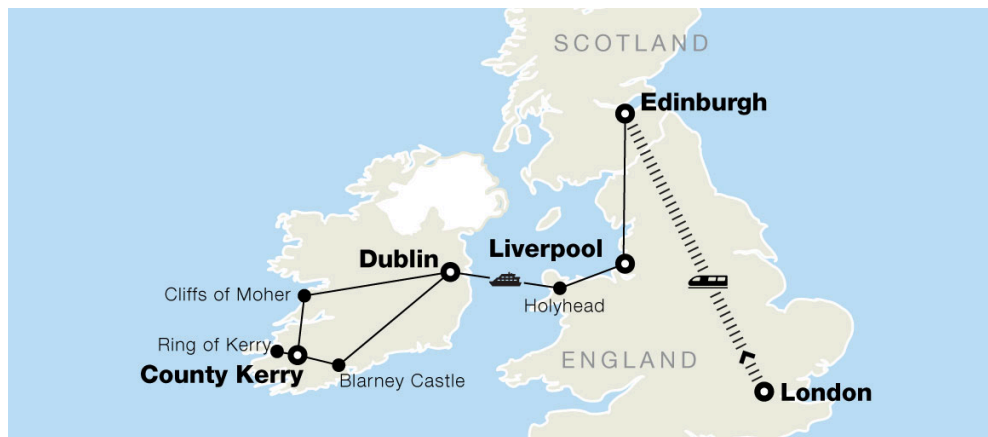 SCOTLAND
Edinburgh
Dublin
Liverpool
Cliffs of Moher
Holyhead
Ring of Kerry
ENGLAND
County Kerry
Blarney Castle
London